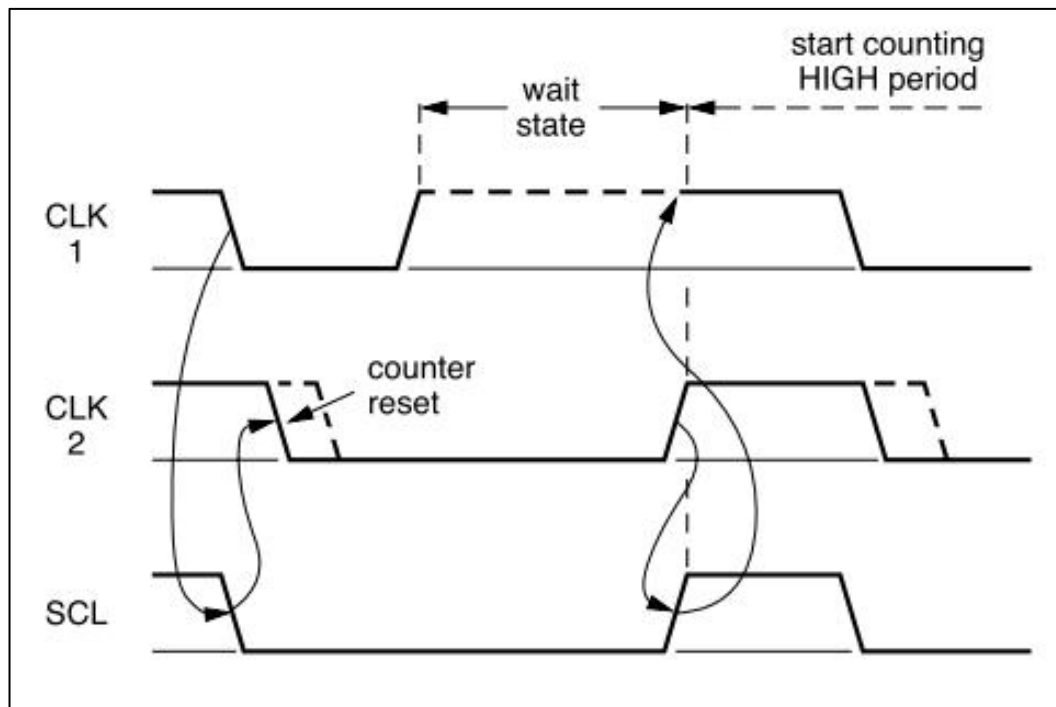 start counting
HIGH period
wait
state
CLK
1
counter
reset
CLK
2
SCL